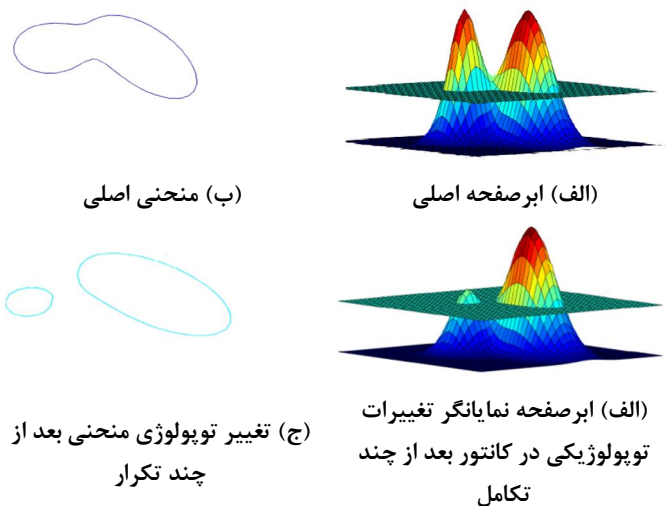 (الف) ابرصفحه اصلی
(ب) منحنی اصلی
(الف) ابرصفحه نمایانگر تغییرات
توپولوژیکی در کانتور بعد از چند
تکامل
(ج) تغییر توپولوژی منحنی بعد از
چند تکرار